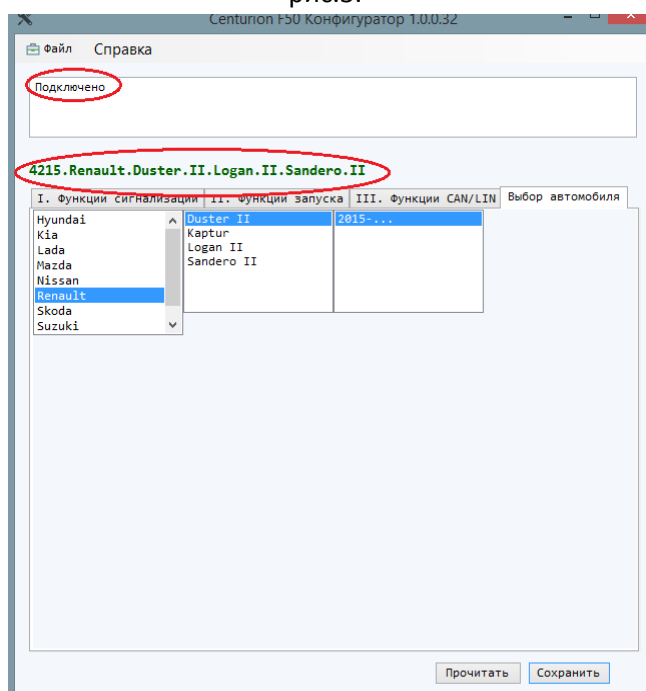 рис.3.
Centurion F50 Конфигуратор 1.0.0.32
Файл Справка
Подключено
4215.Renault.Duster.II.Logan.II.Sandero.II
I. Функции сигнализации II. Функции запуска III. Функции CAN/LIN Выбор автомобиля
Hyundai Duster II 2015-...
Kia Kaptur
Lada Logan II
Mazda Sandero II
Nissan
Renault
Skoda
Suzuki
Прочитать Сохранить